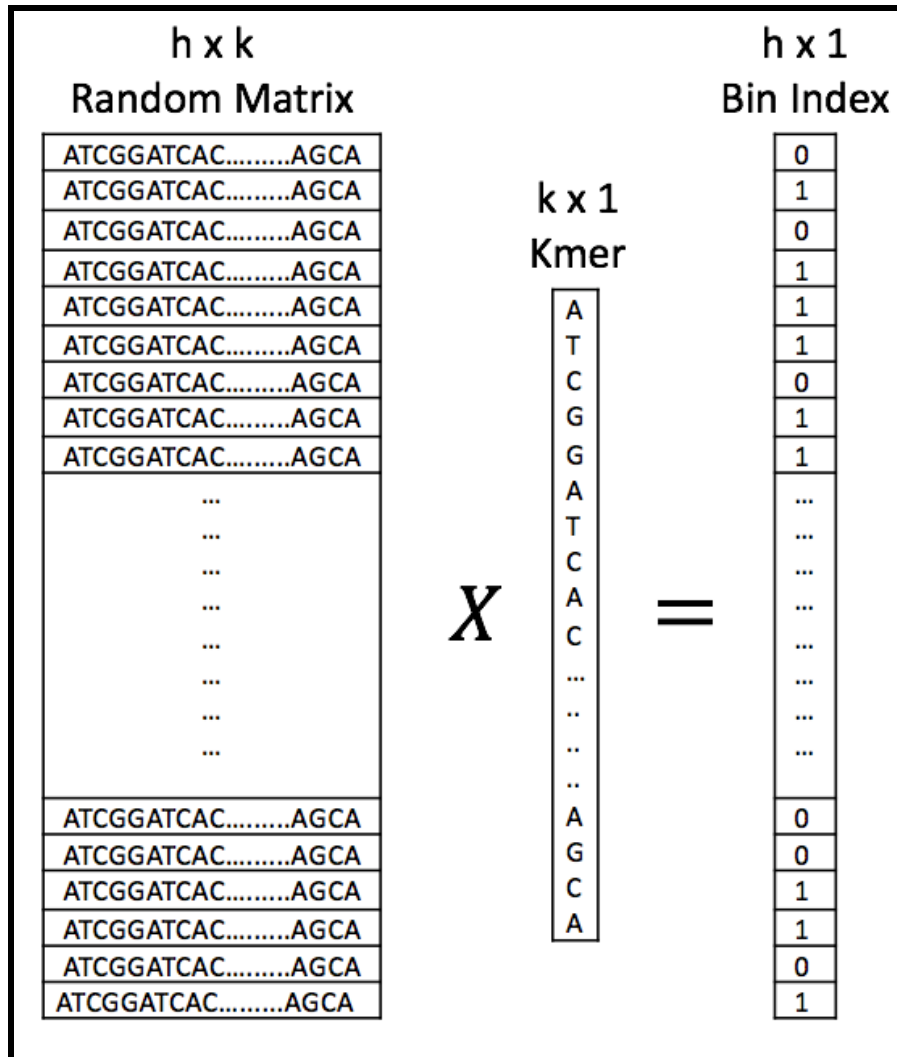 h x k
Random Matrix
ATCGGATCAC.........AGCA
ATCGGATCAC.........AGCA
ATCGGATCAC.........AGCA
ATCGGATCAC.........AGCA
ATCGGATCAC.........AGCA
ATCGGATCAC.........AGCA
ATCGGATCAC.........AGCA
ATCGGATCAC.........AGCA
ATCGGATCAC.........AGCA
...
...
...
...
...
...
...
...
ATCGGATCAC.........AGCA
ATCGGATCAC.........AGCA
ATCGGATCAC.........AGCA
ATCGGATCAC.........AGCA
ATCGGATCAC.........AGCA
ATCGGATCAC.........AGCA
X
k x 1
Kmer
A
T
C
G
G
A
T
C
A
C
...
..
..
..
A
G
C
A
=
h x 1
Bin Index
0
1
0
1
1
1
0
1
1
...
...
...
...
...
...
...
...
0
0
1
1
0
1